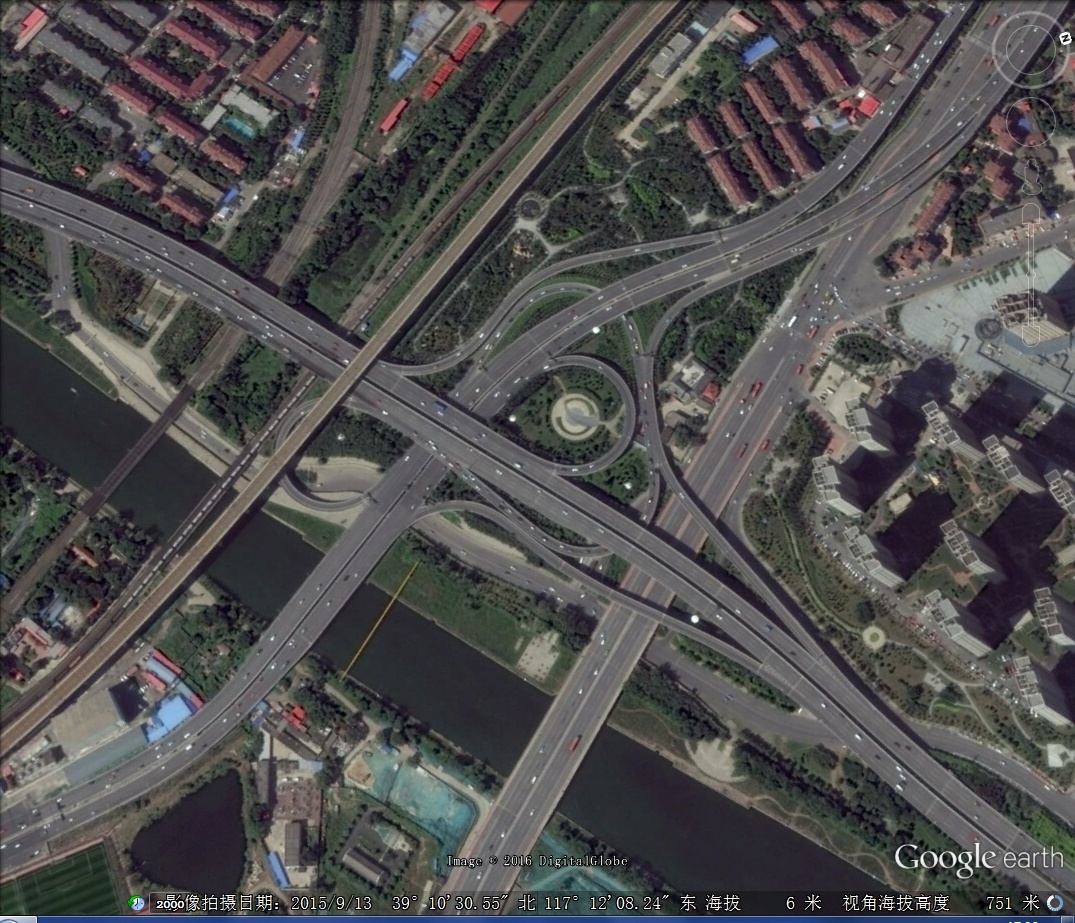 Image © 2016 DigitalGlobe
Google earth
2000 影像拍摄日期: 2015/9/13 39° 10'30.55" 北 117° 12'08.24" 东 海拔 6 米 视角海拔高度 751 米